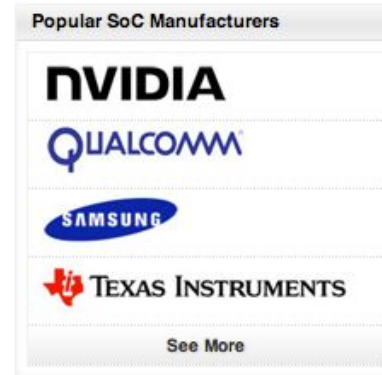 Popular SoC Manufacturers
NVIDIA
QUALCOMM
SAMSUNG
TEXAS INSTRUMENTS
See More